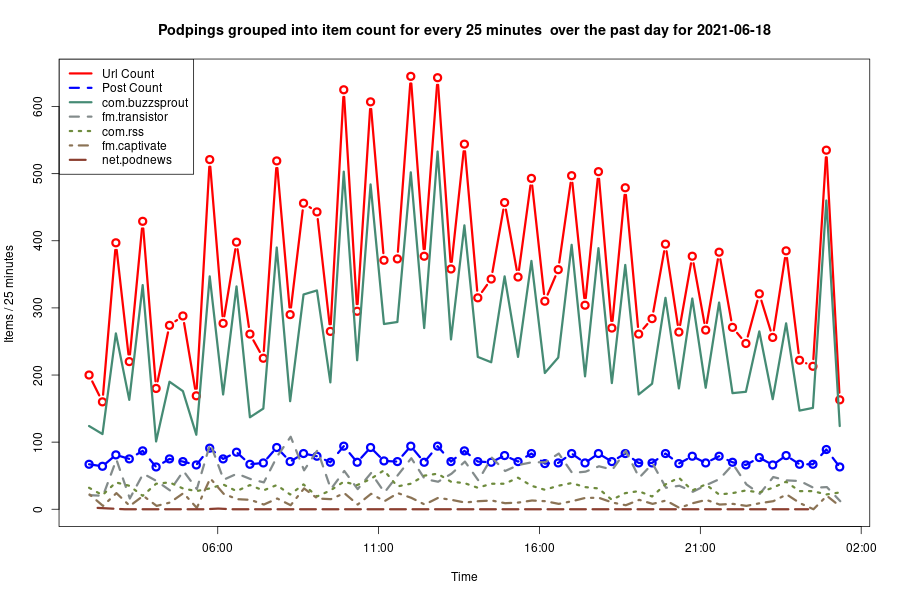 Podpings grouped into item count for every 25 minutes  over the past day for 2021-06-18
Url Count
Post Count
com.buzzsprout
fm.transistor
com.rss
fm.captivate
net.podnews
Items / 25 minutes
600
500
400
300
200
100
0
06:00
11:00
16:00
21:00
02:00
Time